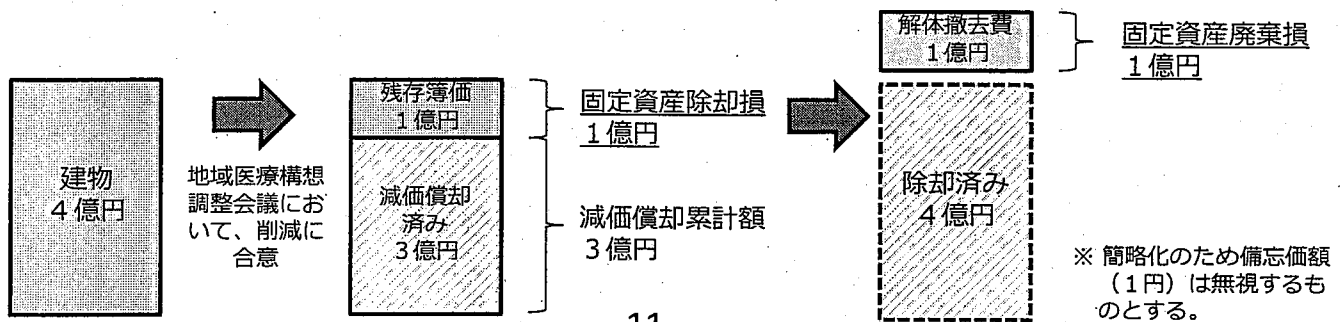 建物
4億円
地域医療構想
調整会議にお
いて、削減に
合意
残存簿価
1億円
減価償却
済み
3億円
固定資産除却損
1億円
減価償却累計額
3億円
解体撤去費
1億円
除却済み
4億円
固定資産廃棄損
1億円
※ 簡略化のため備忘価額
（1円）は無視するも
のとする。
11